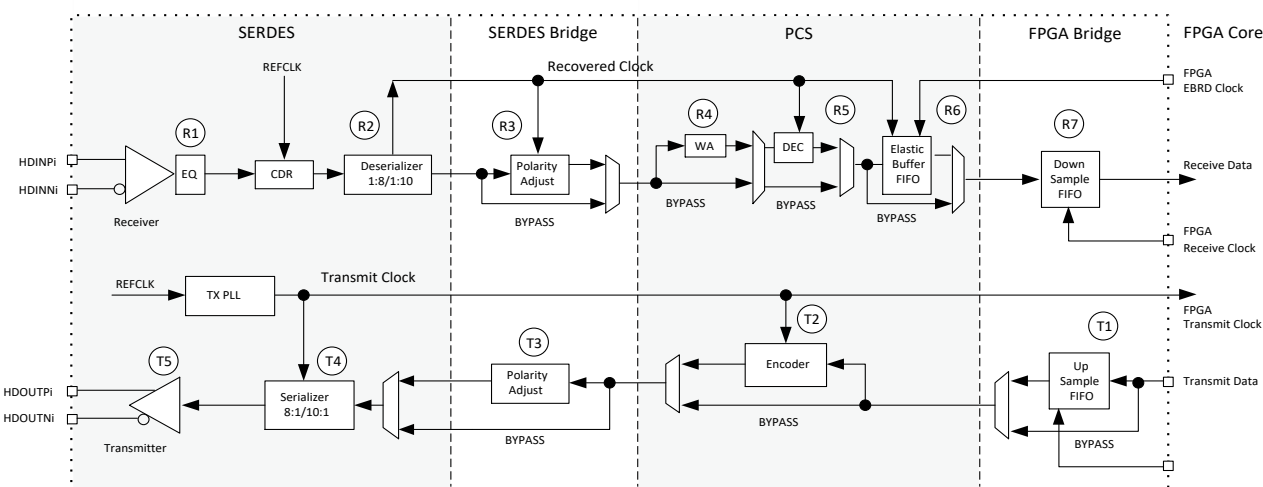 SERDES
SERDES Bridge
PCS
FPGA Bridge
FPGA Core
REFCLK
Recovered Clock
FPGA
EBRD Clock
R1
R2
R3
R4
R5
R6
R7
HDINPi
HDINNi
EQ
CDR
Deserializer
1:8/1:10
Polarity
Adjust
WA
DEC
Elastic
Buffer
FIFO
Down
Sample
FIFO
Receive Data
Receiver
BYPASS
BYPASS
BYPASS
BYPASS
FPGA
Receive Clock
REFCLK
TX PLL
Transmit Clock
FPGA
Transmit Clock
T5
T4
T3
T2
T1
HDOUTPi
HDOUTNi
Serializer
8:1/10:1
Polarity
Adjust
Encoder
Up
Sample
FIFO
Transmit Data
Transmitter
BYPASS
BYPASS
BYPASS